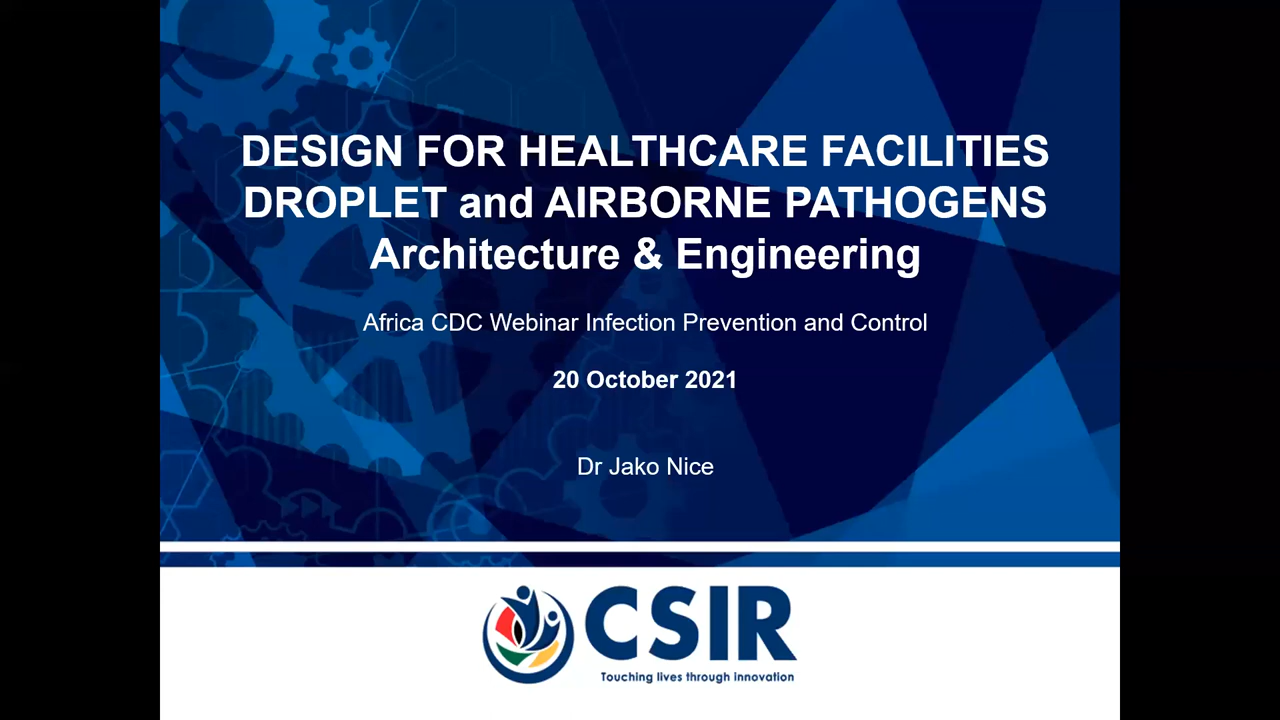 DESIGN FOR HEALTHCARE FACILITIES
DROPLET and AIRBORNE PATHOGENS
Architecture & Engineering
Africa CDC Webinar Infection Prevention and Control
20 October 2021
Dr Jako Nice
CSIR
Touching lives through innovation